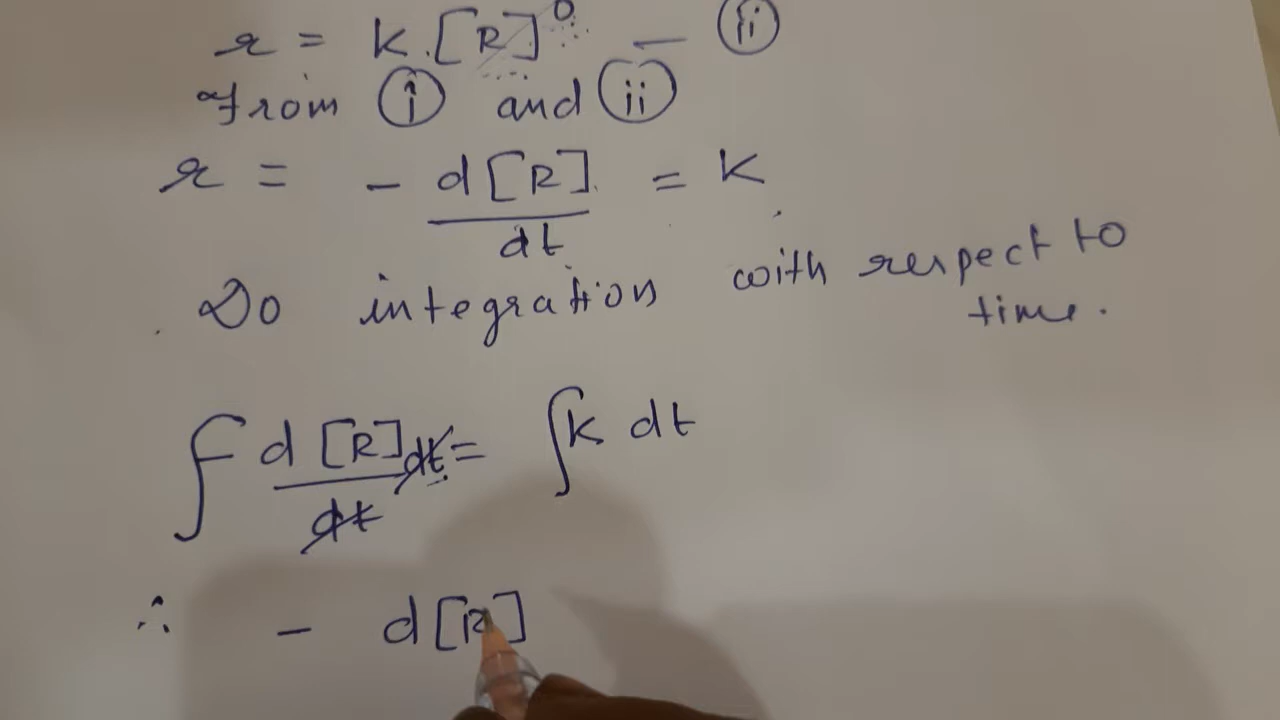 r = k.[R]⁰ — (ii)
From (i) and (ii)
r = - d[R]/dt = K
Do integration with respect to
time.
∫ d[R]/dt dt = ∫ K dt
∴ - d[R]